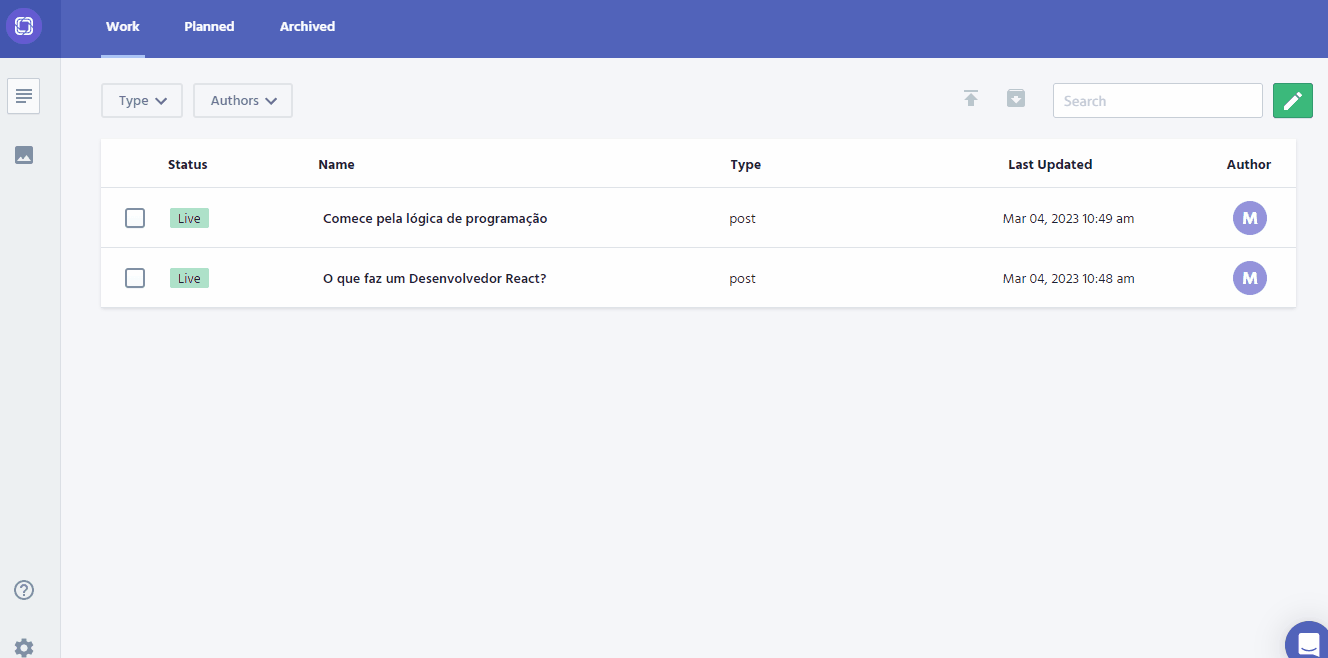 Work Planned Archived
Type Authors Search
Status Name Type Last Updated Author
Live Comece pela lógica de programação post Mar 04, 2023 10:49 am M
Live O que faz um Desenvolvedor React? post Mar 04, 2023 10:48 am M